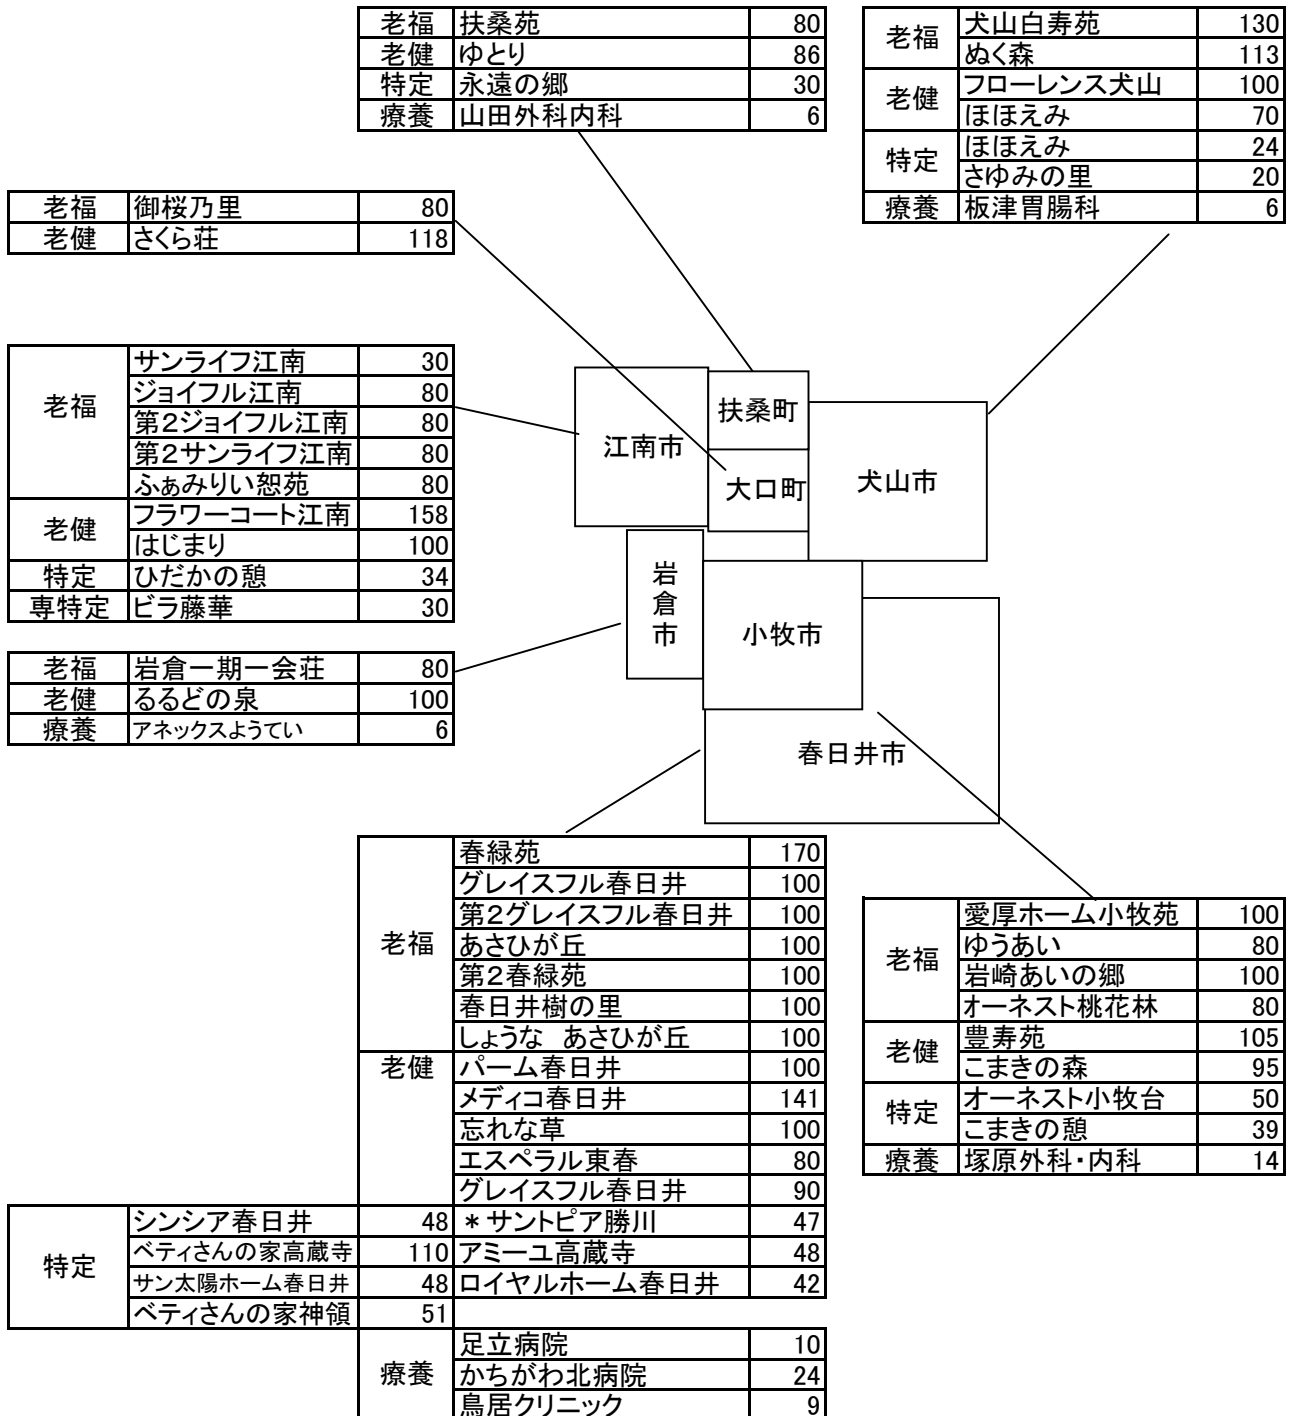 老福 扶桑苑 80
老健 ゆとり 86
特定 永遠の郷 30
療養 山田外科内科 6
老福 犬山白寿苑 130
ぬく森 113
老健 フローレンス犬山 100
ほほえみ 70
特定 ほほえみ 24
さゆみの里 20
療養 板津胃腸科 6
老福 御桜乃里 80
老健 さくら荘 118
老福 サンライフ江南 30
ジョイフル江南 80
第2ジョイフル江南 80
第2サンライフ江南 80
ふぁみりい恕苑 80
老健 フラワーコート江南 158
はじまり 100
特定 ひだかの憩 34
専特定 ビラ藤華 30
扶桑町
江南市
大口町
犬山市
岩倉市
小牧市
春日井市
老福 岩倉一期一会荘 80
老健 るるどの泉 100
療養 アネックスようてい 6
老福 春緑苑 170
グレイスフル春日井 100
第2グレイスフル春日井 100
あさひが丘 100
第2春緑苑 100
春日井樹の里 100
しょうな あさひが丘 100
老健 パーム春日井 100
メディコ春日井 141
忘れな草 100
エスペラル東春 80
グレイスフル春日井 90
特定 シンシア春日井 48 *サントピア勝川 47
ベティさんの家高蔵寺 110 アミーユ高蔵寺 48
サン太陽ホーム春日井 48 ロイヤルホーム春日井 42
ベティさんの家神領 51
療養 足立病院 10
かちがわ北病院 24
鳥居クリニック 9
老福 愛厚ホーム小牧苑 100
ゆうあい 80
岩崎あいの郷 100
オーネスト桃花林 80
老健 豊寿苑 105
こまきの森 95
特定 オーネスト小牧台 50
こまきの憩 39
療養 塚原外科・内科 14